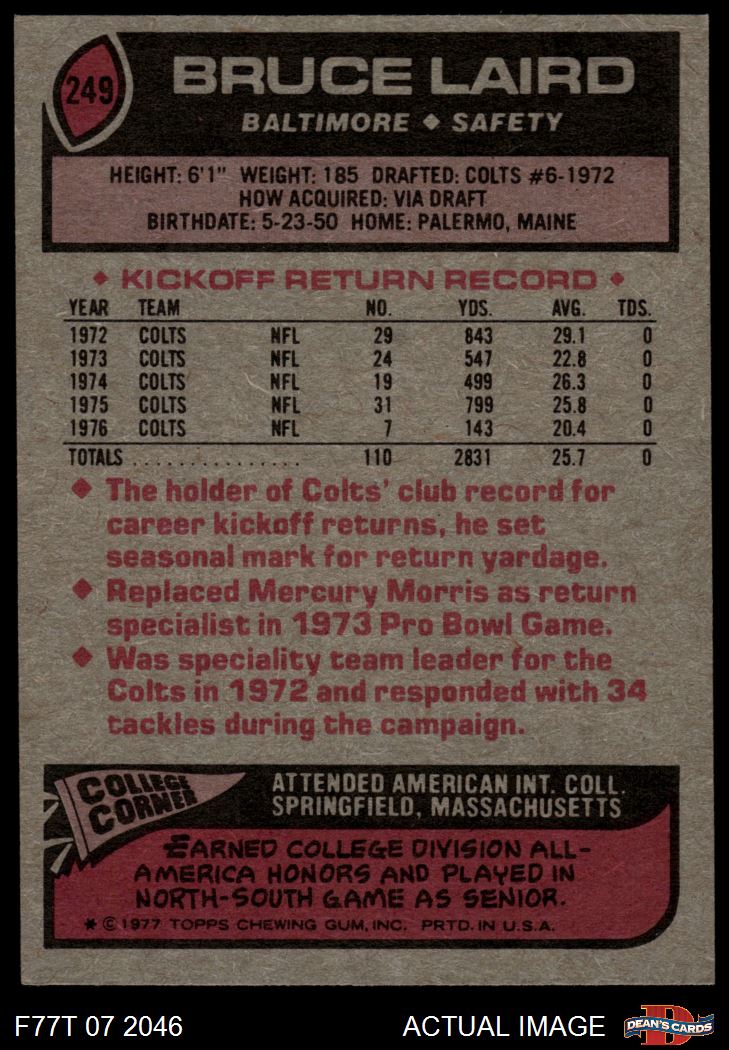 249
BRUCE LAIRD
BALTIMORE ◆ SAFETY
HEIGHT: 6'1" WEIGHT: 185 DRAFTED: COLTS #6-1972
HOW ACQUIRED: VIA DRAFT
BIRTHDATE: 5-23-50 HOME: PALERMO, MAINE
◆ KICKOFF RETURN RECORD ◆
YEAR TEAM NO. YDS. AVG. TDS.
1972 COLTS NFL 29 843 29.1 0
1973 COLTS NFL 24 547 22.8 0
1974 COLTS NFL 19 499 26.3 0
1975 COLTS NFL 31 799 25.8 0
1976 COLTS NFL 7 143 20.4 0
TOTALS ............... 110 2831 25.7 0
◆ The holder of Colts' club record for
career kickoff returns, he set
seasonal mark for return yardage.
◆ Replaced Mercury Morris as return
specialist in 1973 Pro Bowl Game.
◆ Was speciality team leader for the
Colts in 1972 and responded with 34
tackles during the campaign.
COLLEGE
CORNER
ATTENDED AMERICAN INT. COLL.
SPRINGFIELD, MASSACHUSETTS
EARNED COLLEGE DIVISION ALL-
AMERICA HONORS AND PLAYED IN
NORTH-SOUTH GAME AS SENIOR.
* © 1977 TOPPS CHEWING GUM, INC. PRTD. IN U.S.A.
F77T 07 2046 ACTUAL IMAGE D DEAN'S CARDS